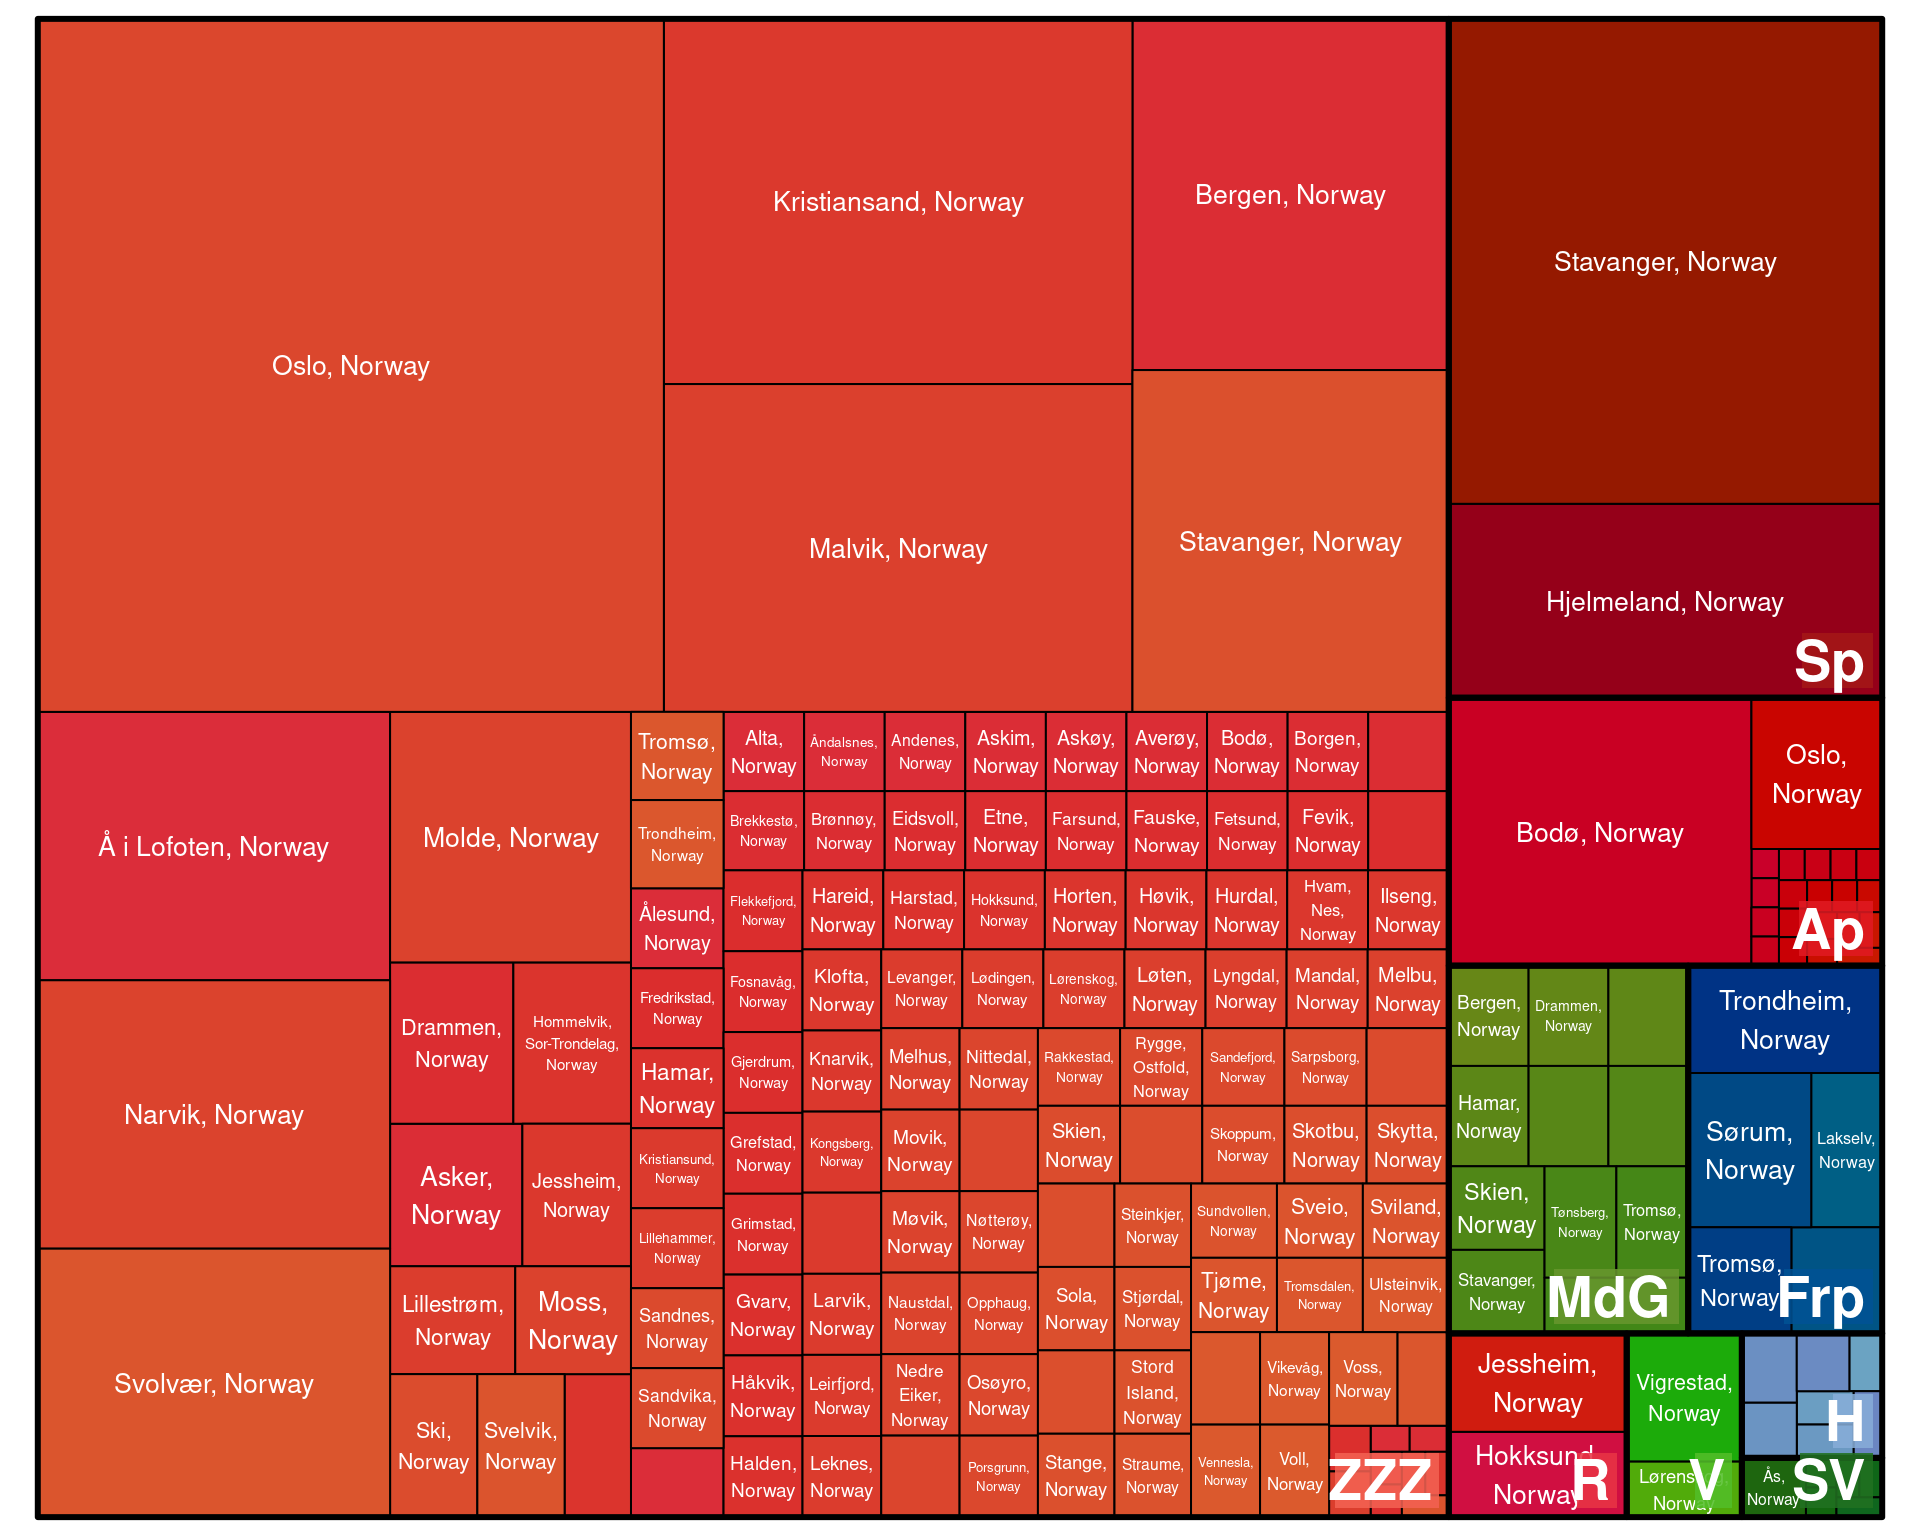 Oslo, Norway
Kristiansand, Norway
Bergen, Norway
Malvik, Norway
Stavanger, Norway
Å i Lofoten, Norway
Narvik, Norway
Svolvær, Norway
Molde, Norway
Drammen,
Norway
Hommelvik,
Sor-Trondelag,
Norway
Asker,
Norway
Jessheim,
Norway
Lillestrøm,
Norway
Moss,
Norway
Ski,
Norway
Svelvik,
Norway
Tromsø,
Norway
Trondheim,
Norway
Ålesund,
Norway
Fredrikstad,
Norway
Hamar,
Norway
Kristiansund,
Norway
Lillehammer,
Norway
Sandnes,
Norway
Sandvika,
Norway
Alta,
Norway
Åndalsnes,
Norway
Andenes,
Norway
Askim,
Norway
Askøy,
Norway
Averøy,
Norway
Bodø,
Norway
Borgen,
Norway
Brekkestø,
Norway
Brønnøy,
Norway
Eidsvoll,
Norway
Etne,
Norway
Farsund,
Norway
Fauske,
Norway
Fetsund,
Norway
Fevik,
Norway
Flekkefjord,
Norway
Hareid,
Norway
Harstad,
Norway
Hokksund,
Norway
Horten,
Norway
Høvik,
Norway
Hurdal,
Norway
Hvam,
Nes,
Norway
Ilseng,
Norway
Fosnavåg,
Norway
Klofta,
Norway
Levanger,
Norway
Lødingen,
Norway
Lørenskog,
Norway
Løten,
Norway
Lyngdal,
Norway
Mandal,
Norway
Melbu,
Norway
Gjerdrum,
Norway
Knarvik,
Norway
Melhus,
Norway
Nittedal,
Norway
Rakkestad,
Norway
Rygge,
Ostfold,
Norway
Sandefjord,
Norway
Sarpsborg,
Norway
Grefstad,
Norway
Kongsberg,
Norway
Movik,
Norway
Skien,
Norway
Skoppum,
Norway
Skotbu,
Norway
Skytta,
Norway
Grimstad,
Norway
Møvik,
Norway
Nøtterøy,
Norway
Steinkjer,
Norway
Sundvollen,
Norway
Sveio,
Norway
Sviland,
Norway
Gvarv,
Norway
Larvik,
Norway
Naustdal,
Norway
Opphaug,
Norway
Sola,
Norway
Stjørdal,
Norway
Tjøme,
Norway
Tromsdalen,
Norway
Ulsteinvik,
Norway
Håkvik,
Norway
Leirfjord,
Norway
Nedre
Eiker,
Norway
Osøyro,
Norway
Stord
Island,
Norway
Vikevåg,
Norway
Voss,
Norway
Halden,
Norway
Leknes,
Norway
Porsgrunn,
Norway
Stange,
Norway
Straume,
Norway
Vennesla,
Norway
Voll,
Norway
ZZZ
Stavanger, Norway
Hjelmeland, Norway
Sp
Bodø, Norway
Oslo,
Norway
Ap
Bergen,
Norway
Drammen,
Norway
Hamar,
Norway
Skien,
Norway
Tønsberg,
Norway
Tromsø,
Norway
Stavanger,
Norway
MdG
Trondheim,
Norway
Sørum,
Norway
Lakselv,
Norway
Tromsø,
Norway
Frp
Jessheim,
Norway
Hokksund,
Norway
R
Vigrestad,
Norway
Norway
V
H
Ås,
Norway
SV